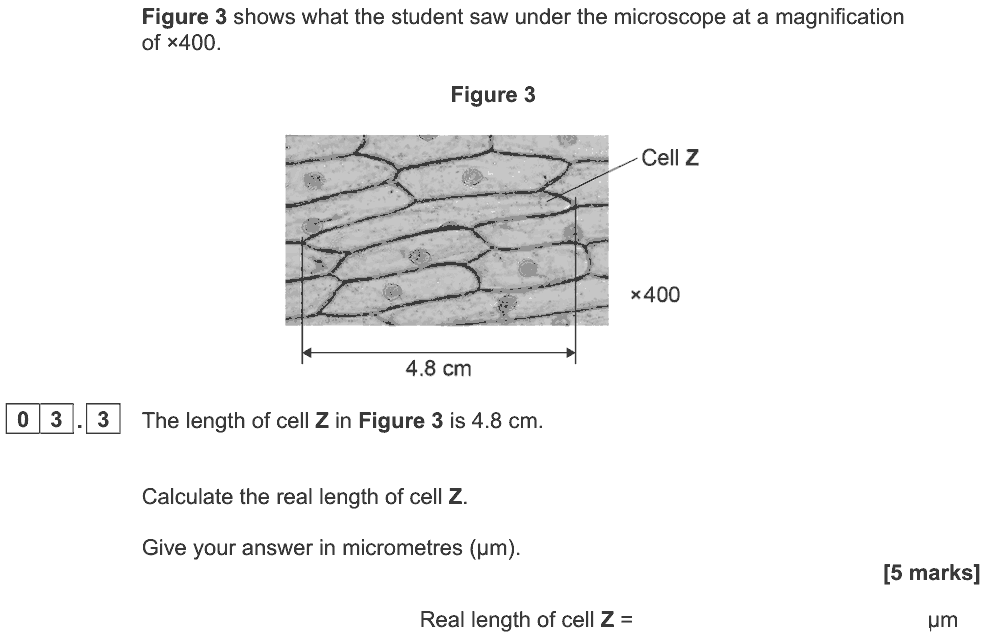 Figure 3 shows what the student saw under the microscope at a magnification
of ×400.
Figure 3
Cell Z
×400
4.8 cm
0 3 . 3 The length of cell Z in Figure 3 is 4.8 cm.
Calculate the real length of cell Z.
Give your answer in micrometres (µm).
[5 marks]
Real length of cell Z = µm